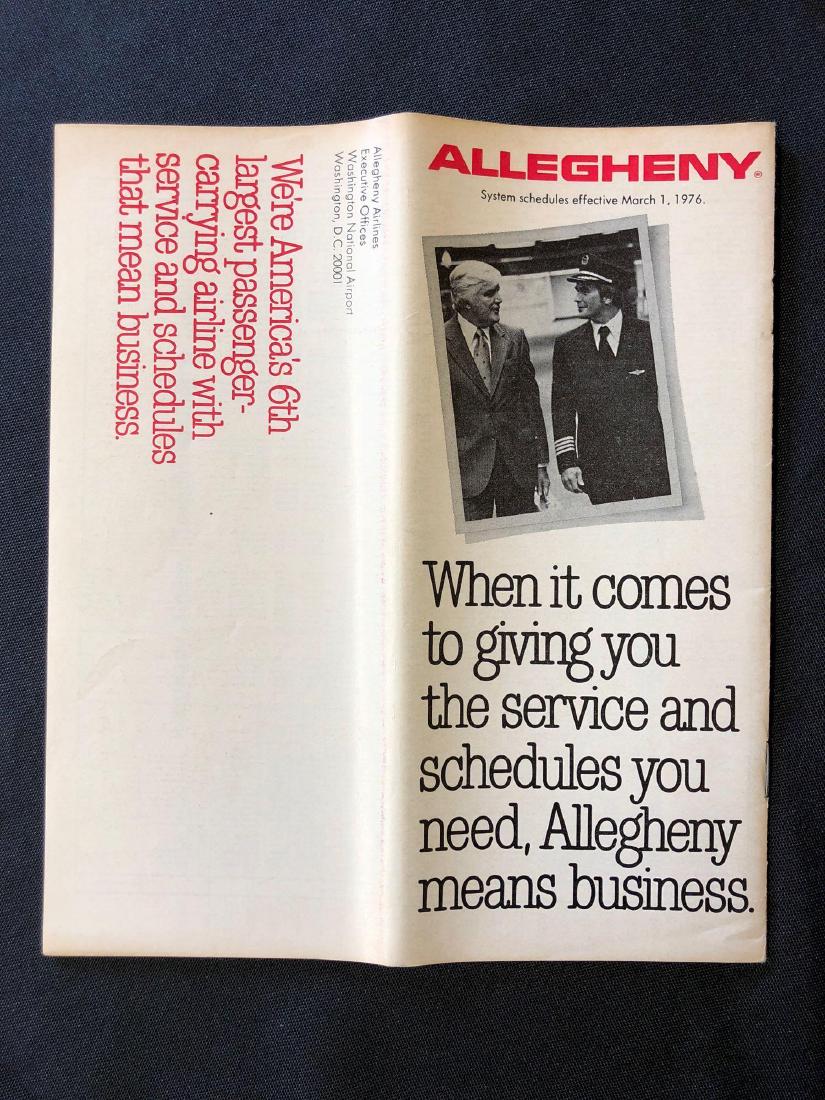 ALLEGHENY®
System schedules effective March 1, 1976.
When it comes
to giving you
the service and
schedules you
need, Allegheny
means business.
Allegheny Airlines
Executive Offices
Washington National Airport
Washington, D.C. 20001
We're America's 6th
largest passenger-
carrying airline with
service and schedules
that mean business.